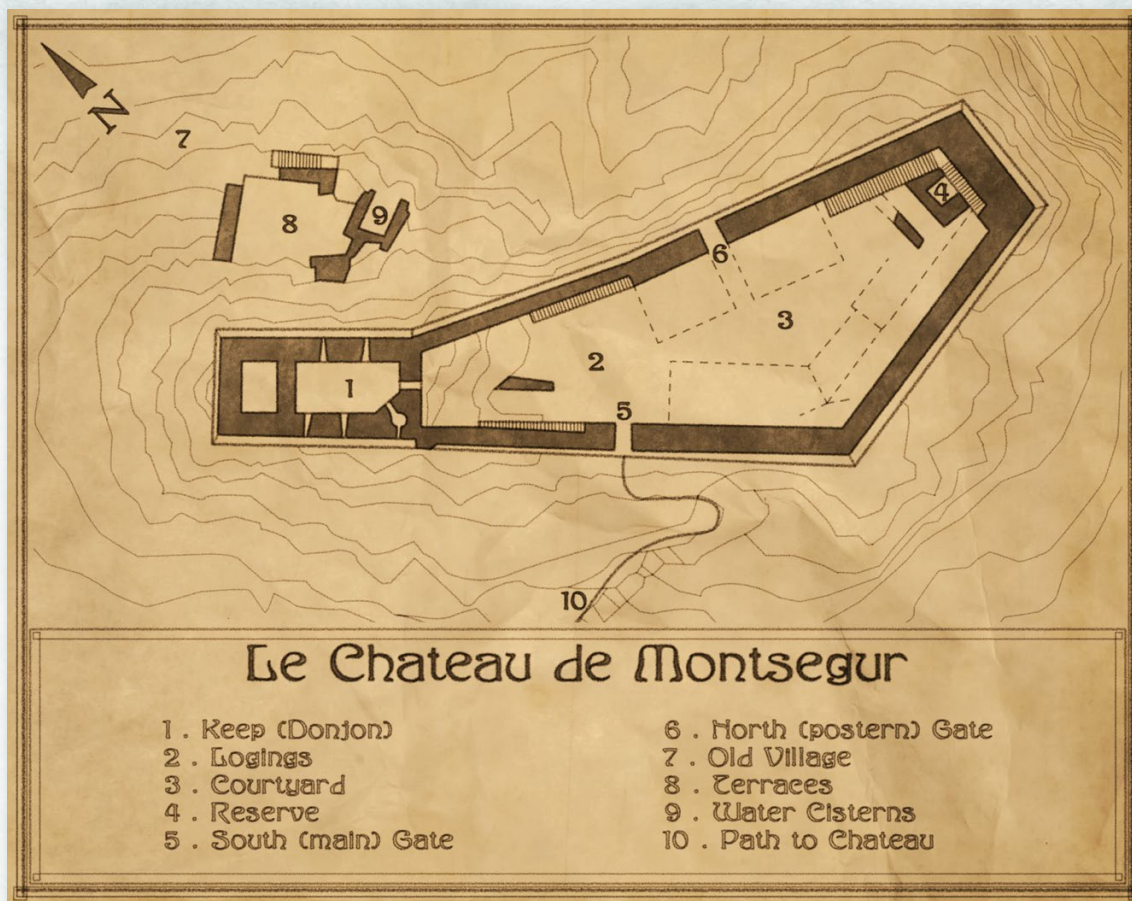 N
7
8
9
4
6
3
2
1
5
10
Le Chateau de Montsegur
1 . Keep (Donjon)
2 . Logings
3 . Courtyard
4 . Reserve
5 . South (main) Gate
6 . North (postern) Gate
7 . Old Village
8 . Terraces
9 . Water Cisterns
10 . Path to Chateau